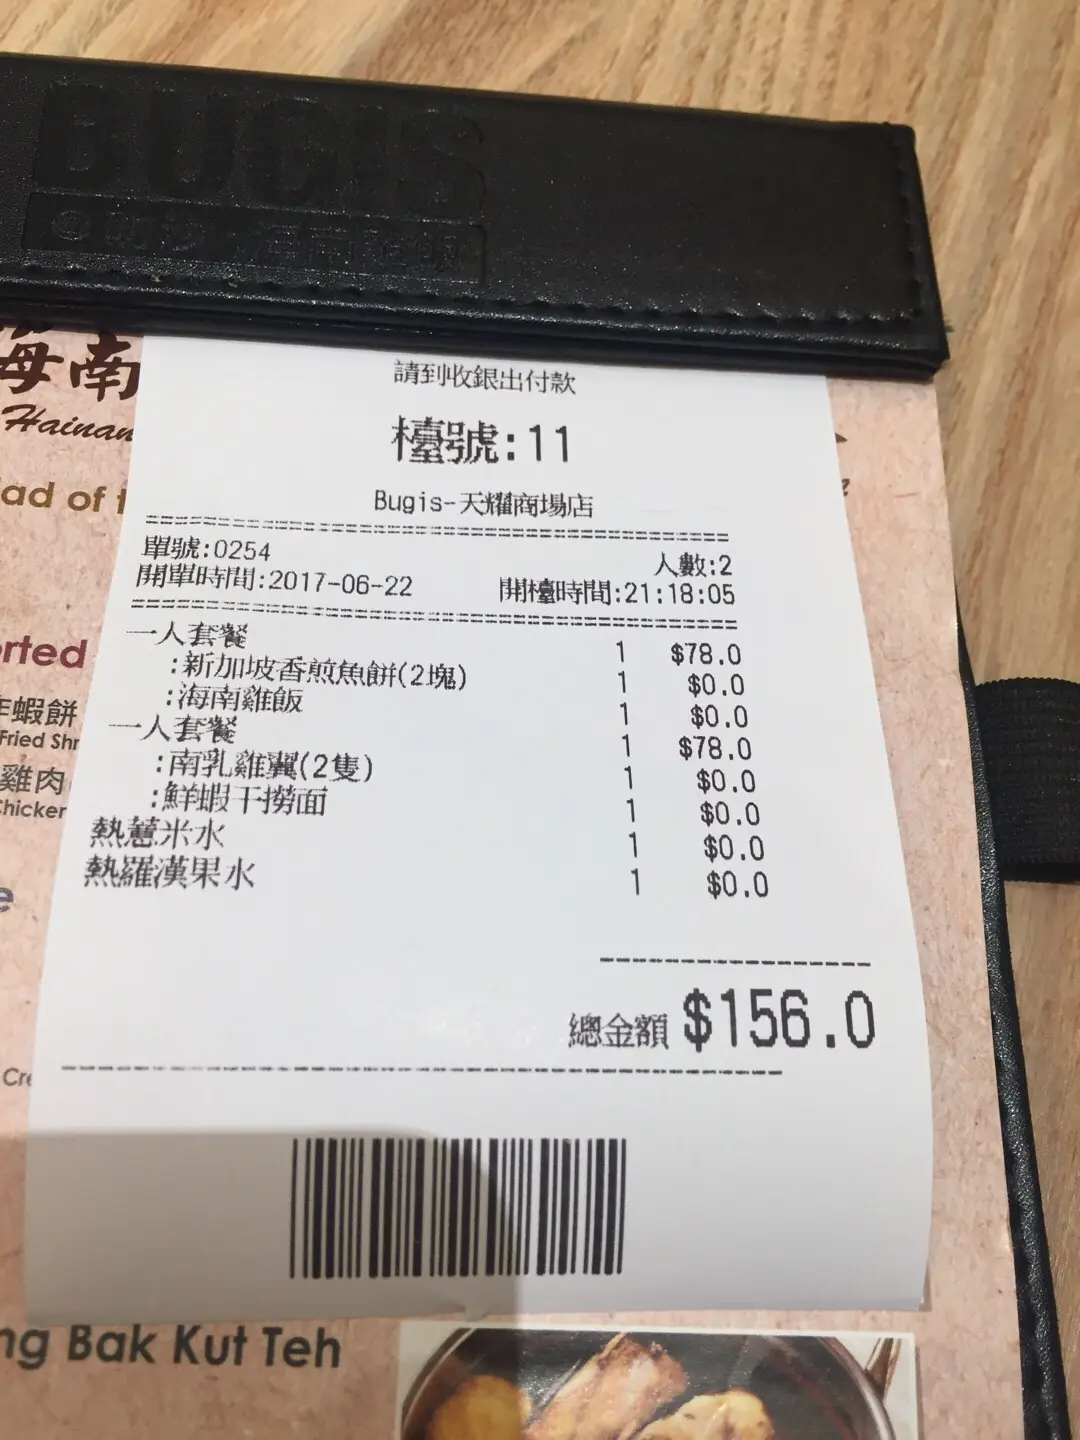 BUGIS
海南雞飯
海南
Hainan
ad of
請到收銀出付款
檯號:11
Bugis-天耀商場店
單號:0254 人數:2
開單時間:2017-06-22 開檯時間:21:18:05
一人套餐 1 $78.0
:新加坡香煎魚餅(2塊) 1 $0.0
:海南雞飯 1 $0.0
一人套餐 1 $78.0
:南乳雞翼(2隻) 1 $0.0
:鮮蝦干撈面 1 $0.0
熱薏米水 1 $0.0
熱羅漢果水 1 $0.0
總金額 $156.0
rted
炸蝦餅
Fried Shr
雞肉
Chicken
e
Cre
ng Bak Kut Teh